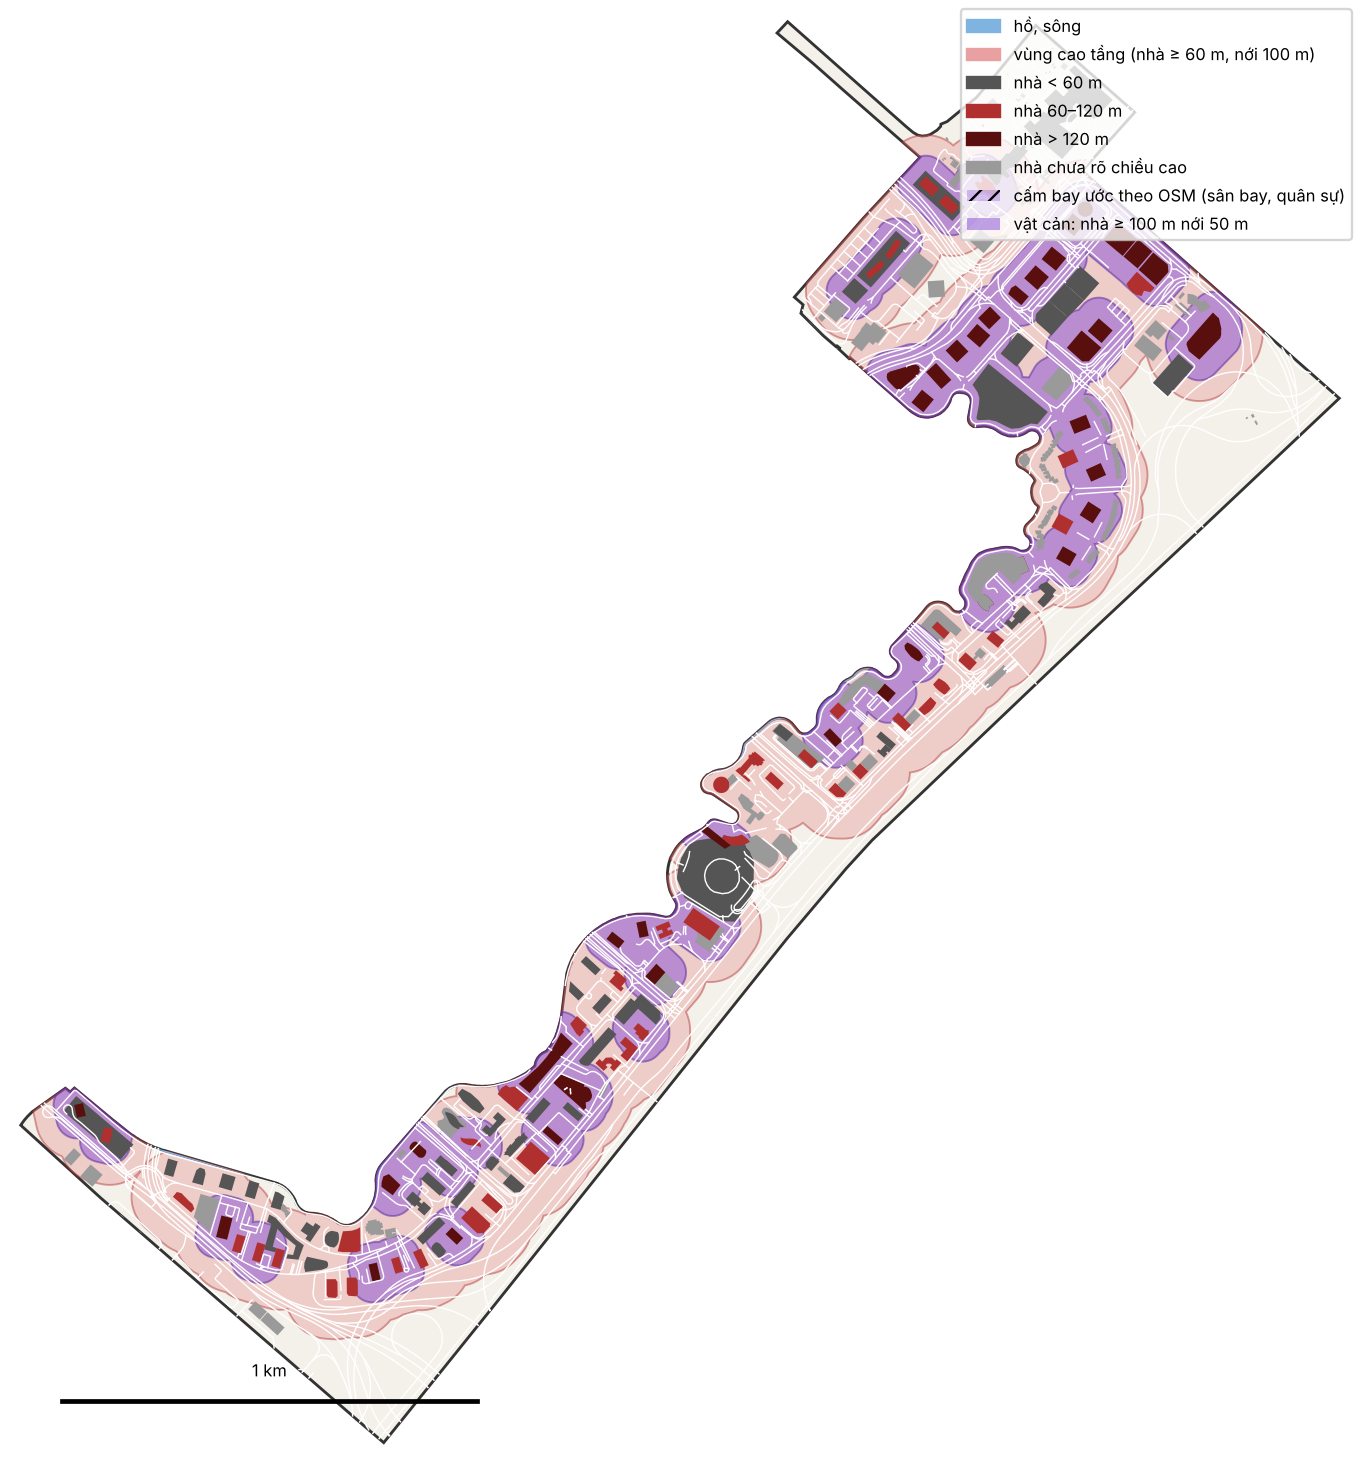 hồ, sông
vùng cao tầng (nhà ≥ 60 m, nới 100 m)
nhà < 60 m
nhà 60–120 m
nhà > 120 m
nhà chưa rõ chiều cao
cấm bay ước theo OSM (sân bay, quân sự)
vật cản: nhà ≥ 100 m nới 50 m
1 km